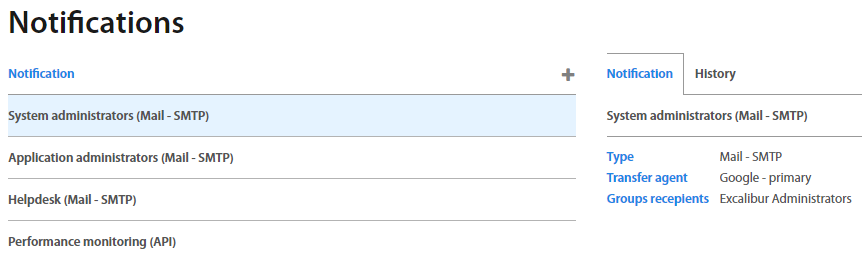 Notifications
Notification
System administrators (Mail - SMTP)
Application administrators (Mail - SMTP)
Helpdesk (Mail - SMTP)
Performance monitoring (API)
Notification History
System administrators (Mail - SMTP)
Type Mail - SMTP
Transfer agent Google - primary
Groups recepients Excalibur Administrators